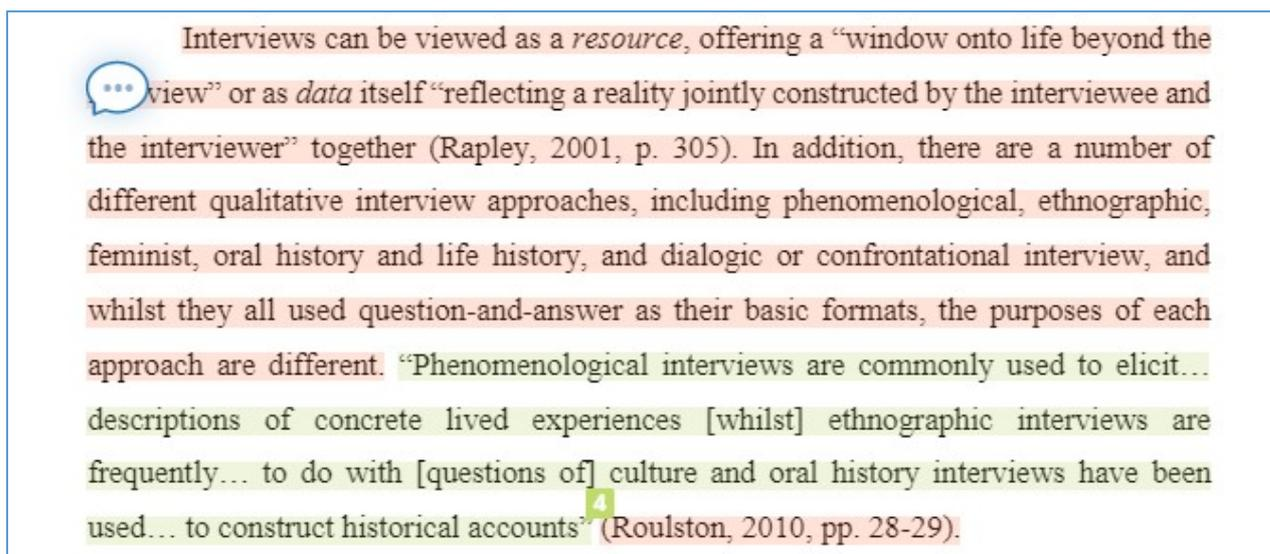 Interviews can be viewed as a resource, offering a “window onto life beyond the
view” or as data itself “reflecting a reality jointly constructed by the interviewee and
the interviewer” together (Rapley, 2001, p. 305). In addition, there are a number of
different qualitative interview approaches, including phenomenological, ethnographic,
feminist, oral history and life history, and dialogic or confrontational interview, and
whilst they all used question-and-answer as their basic formats, the purposes of each
approach are different. “Phenomenological interviews are commonly used to elicit…
descriptions of concrete lived experiences [whilst] ethnographic interviews are
frequently… to do with [questions of] culture and oral history interviews have been
used… to construct historical accounts” 4 (Roulston, 2010, pp. 28-29).